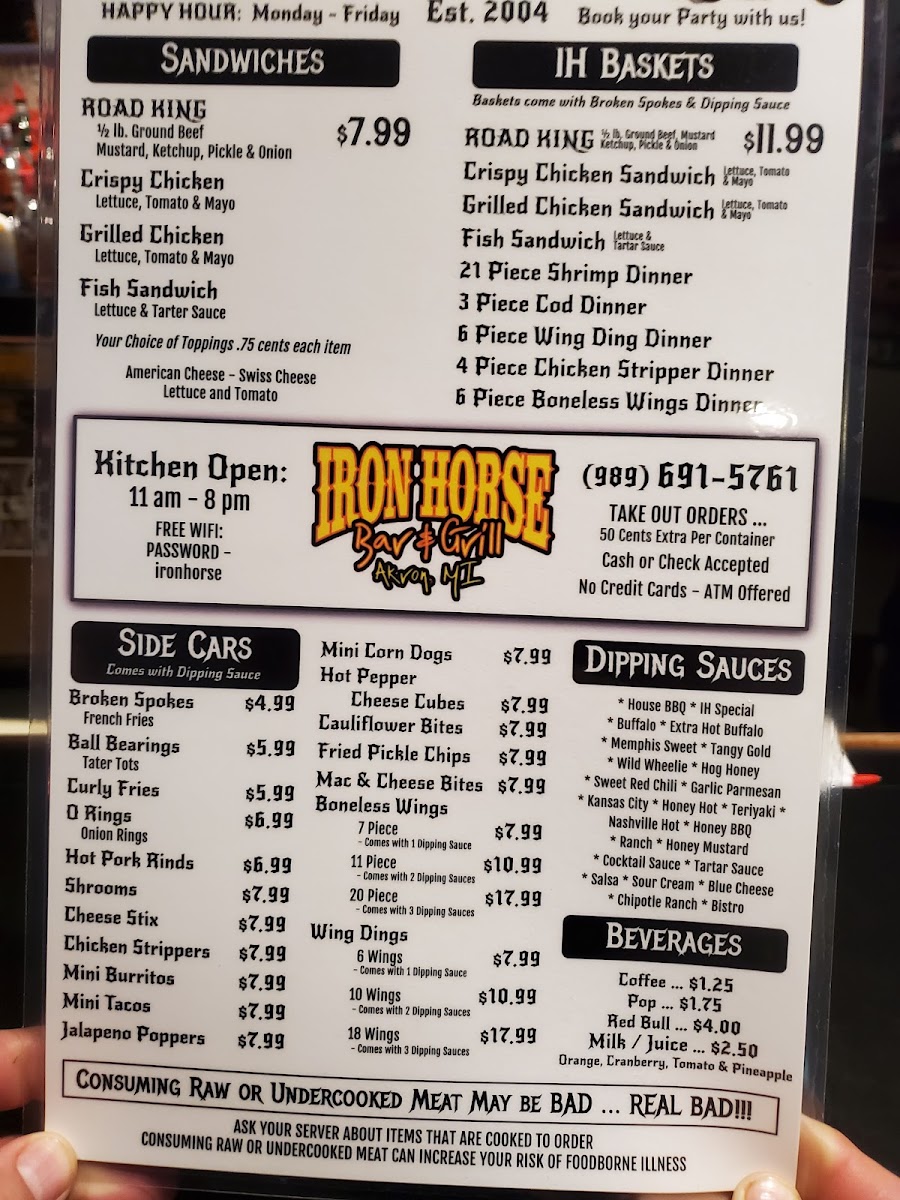 HAPPY HOUR: Monday - Friday
Est. 2004
Book your Party with us!
SANDWICHES
ROAD KING
½ lb. Ground Beef
Mustard, Ketchup, Pickle & Onion
$7.99
Crispy Chicken
Lettuce, Tomato & Mayo
Grilled Chicken
Lettuce, Tomato & Mayo
Fish Sandwich
Lettuce & Tarter Sauce
Your Choice of Toppings .75 cents each item
American Cheese - Swiss Cheese
Lettuce and Tomato
IH BASKETS
Baskets come with Broken Spokes & Dipping Sauce
ROAD KING ½ lb. Ground Beef, Mustard
Ketchup, Pickle & Onion
$11.99
Crispy Chicken Sandwich Lettuce, Tomato
& Mayo
Grilled Chicken Sandwich Lettuce, Tomato
& Mayo
Fish Sandwich Lettuce &
Tartar Sauce
21 Piece Shrimp Dinner
3 Piece Cod Dinner
6 Piece Wing Ding Dinner
4 Piece Chicken Stripper Dinner
6 Piece Boneless Wings Dinner
Kitchen Open:
11 am - 8 pm
FREE WIFI:
PASSWORD -
ironhorse
IRON HORSE
Bar & Grill
Akron, MI
(989) 691-5761
TAKE OUT ORDERS ...
50 Cents Extra Per Container
Cash or Check Accepted
No Credit Cards - ATM Offered
SIDE CARS
Comes with Dipping Sauce
Broken Spokes $4.99
French Fries
Ball Bearings $5.99
Tater Tots
Curly Fries $5.99
O Rings $6.99
Onion Rings
Hot Pork Rinds $6.99
Shrooms $7.99
Cheese Stix $7.99
Chicken Strippers $7.99
Mini Burritos $7.99
Mini Tacos $7.99
Jalapeno Poppers $7.99
Mini Corn Dogs $7.99
Hot Pepper
Cheese Cubes $7.99
Cauliflower Bites $7.99
Fried Pickle Chips $7.99
Mac & Cheese Bites $7.99
Boneless Wings
7 Piece $7.99
- Comes with 1 Dipping Sauce
11 Piece $10.99
- Comes with 2 Dipping Sauces
20 Piece $17.99
- Comes with 3 Dipping Sauces
Wing Dings
6 Wings $7.99
- Comes with 1 Dipping Sauce
10 Wings $10.99
- Comes with 2 Dipping Sauces
18 Wings $17.99
- Comes with 3 Dipping Sauces
DIPPING SAUCES
* House BBQ * IH Special
* Buffalo * Extra Hot Buffalo
* Memphis Sweet * Tangy Gold
* Wild Wheelie * Hog Honey
* Sweet Red Chili * Garlic Parmesan
* Kansas City * Honey Hot * Teriyaki *
Nashville Hot * Honey BBQ
* Ranch * Honey Mustard
* Cocktail Sauce * Tartar Sauce
* Salsa * Sour Cream * Blue Cheese
* Chipotle Ranch * Bistro
BEVERAGES
Coffee ... $1.25
Pop ... $1.75
Red Bull ... $4.00
Milk / Juice ... $2.50
Orange, Cranberry, Tomato & Pineapple
CONSUMING RAW OR UNDERCOOKED MEAT MAY BE BAD ... REAL BAD!!!
ASK YOUR SERVER ABOUT ITEMS THAT ARE COOKED TO ORDER
CONSUMING RAW OR UNDERCOOKED MEAT CAN INCREASE YOUR RISK OF FOODBORNE ILLNESS